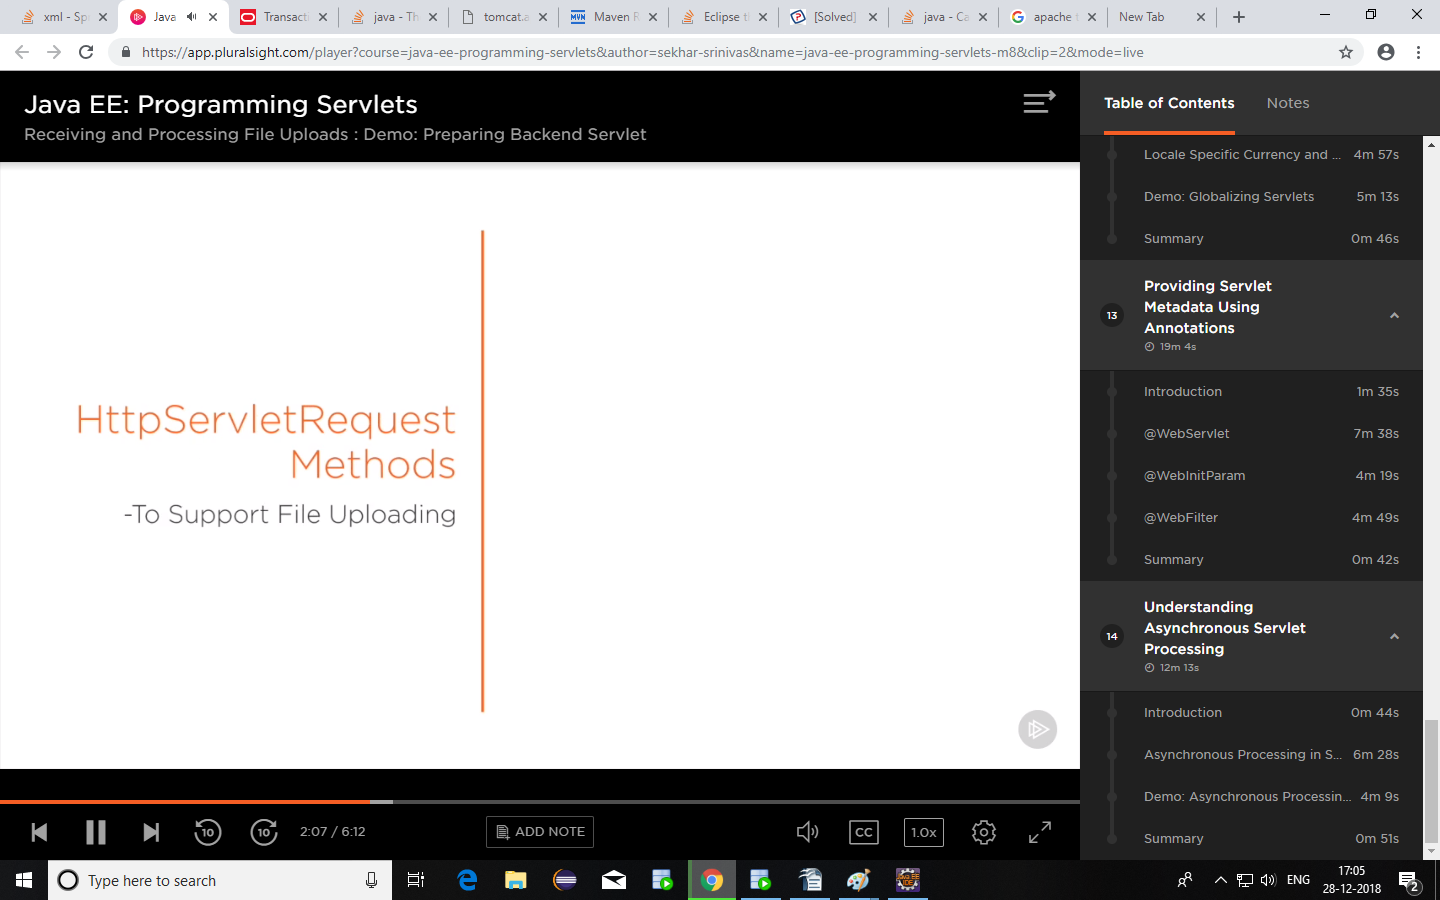 xml - Sp
Java
Transacti
java - Th
tomcat.a
Maven R
Eclipse ti
[Solved]
java - Ca
apache t
New Tab
https://app.pluralsight.com/player?course=java-ee-programming-servlets&author=sekhar-srinivas&name=java-ee-programming-servlets-m8&clip=2&mode=live
Java EE: Programming Servlets
Receiving and Processing File Uploads : Demo: Preparing Backend Servlet
HttpServletRequest
Methods
-To Support File Uploading
Table of Contents
Notes
Locale Specific Currency and ... 4m 57s
Demo: Globalizing Servlets 5m 13s
Summary 0m 46s
13
Providing Servlet
Metadata Using
Annotations
19m 4s
Introduction 1m 35s
@WebServlet 7m 38s
@WebInitParam 4m 19s
@WebFilter 4m 49s
Summary 0m 42s
14
Understanding
Asynchronous Servlet
Processing
12m 13s
Introduction 0m 44s
Asynchronous Processing in S... 6m 28s
Demo: Asynchronous Processin... 4m 9s
Summary 0m 51s
10
10
2:07 / 6:12
ADD NOTE
CC
1.0x
Type here to search
ENG
17:05
28-12-2018
2